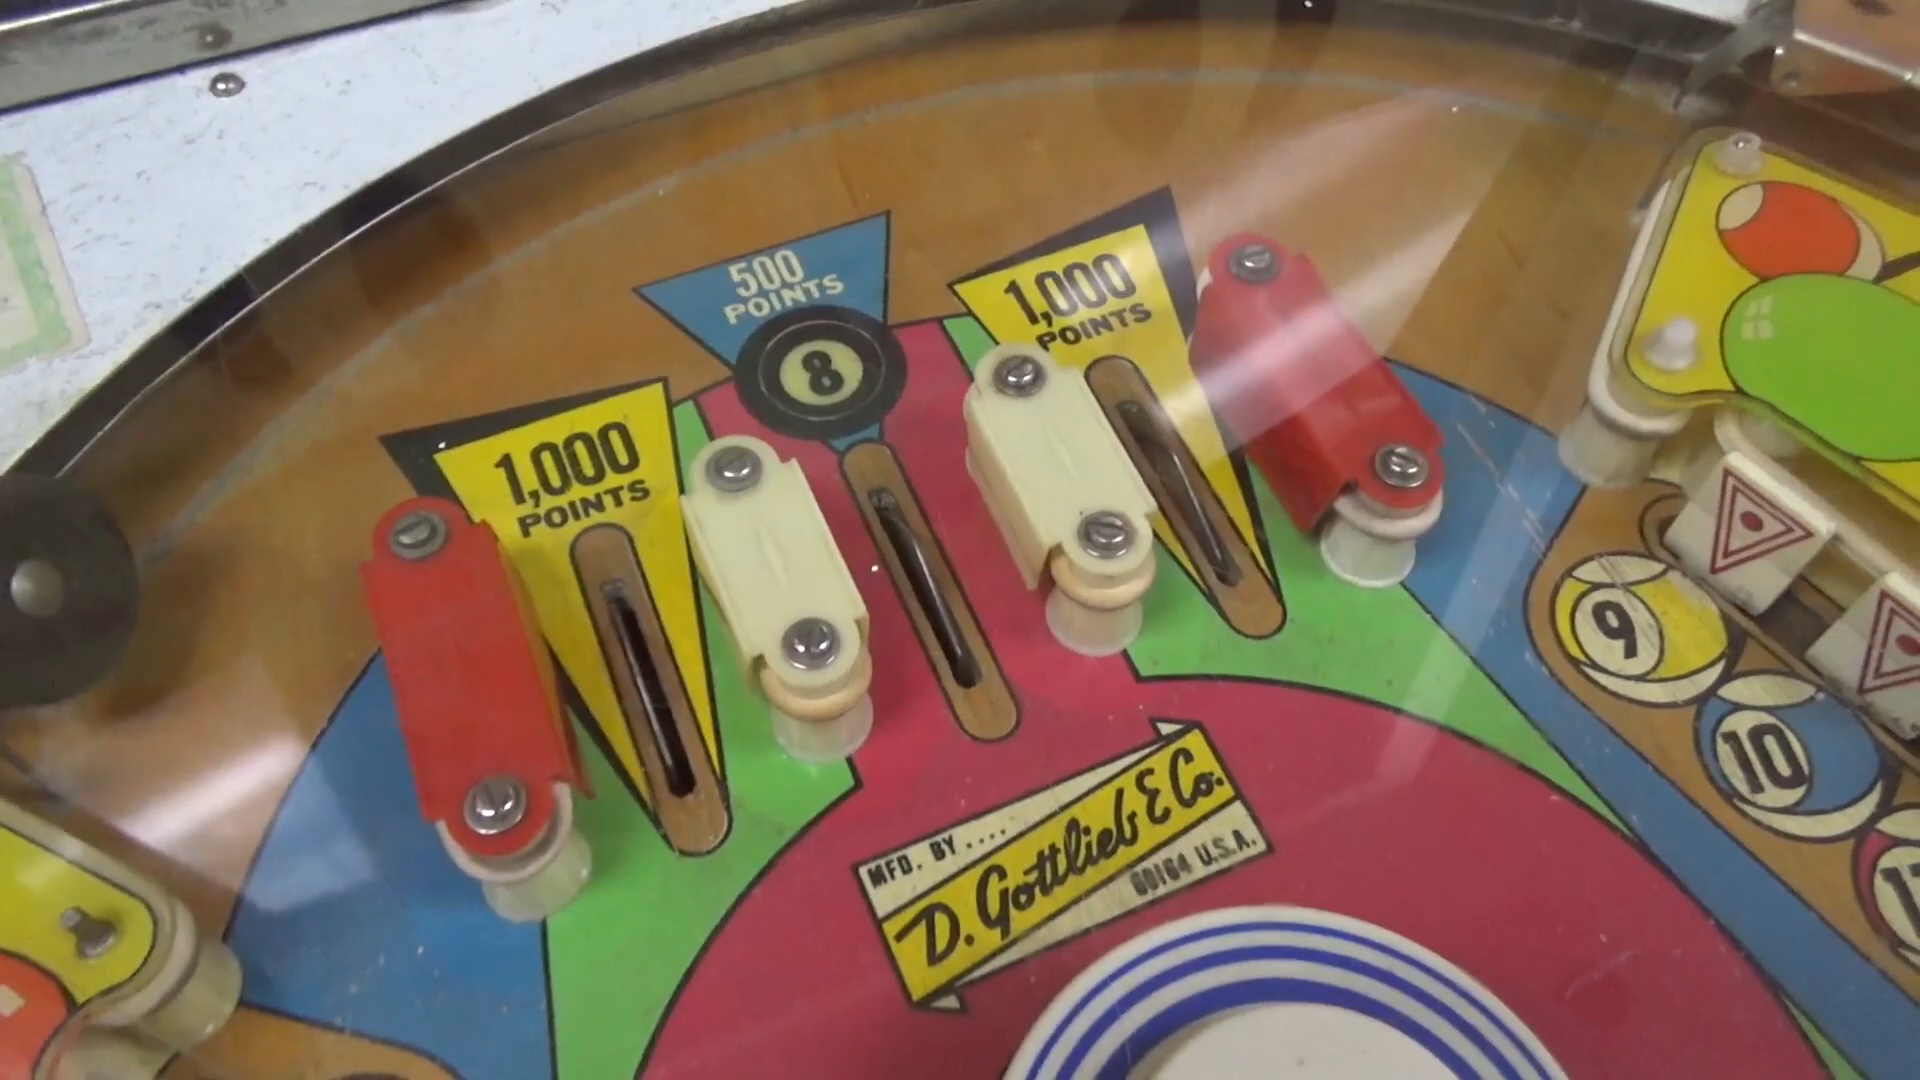 500
POINTS
8
1,000
POINTS
1,000
POINTS
9
10
MFD. BY ....
D. Gottlieb & Co.
60164 U.S.A.